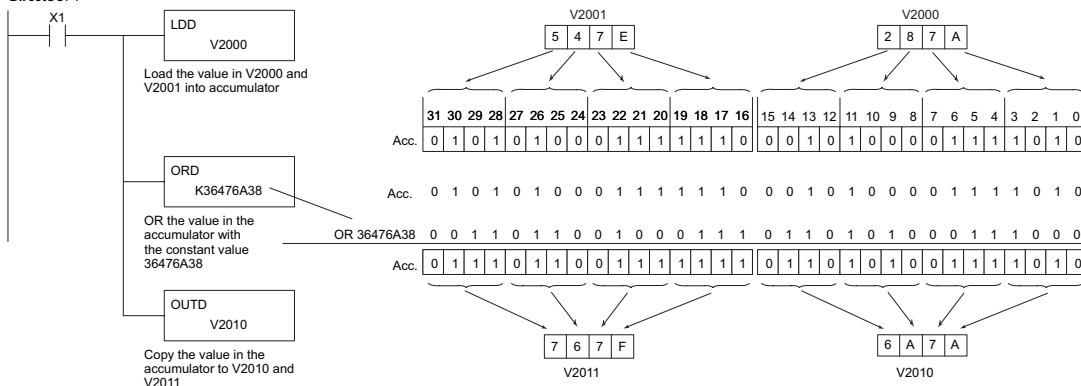 X1
LDD
V2000
Load the value in V2000 and
V2001 into accumulator
ORD
K36476A38
OR the value in the
accumulator with
the constant value
36476A38
OUTD
V2010
Copy the value in the
accumulator to V2010 and
V2011
V2001 V2000
5 4 7 E 2 8 7 A
31 30 29 28 27 26 25 24 23 22 21 20 19 18 17 16 15 14 13 12 11 10 9 8 7 6 5 4 3 2 1 0
Acc. 0 1 0 1 0 1 0 0 0 1 1 1 1 1 1 0 0 0 1 0 1 0 0 0 0 1 1 1 1 0 1 0
Acc. 0 1 0 1 0 1 0 0 0 1 1 1 1 1 1 0 0 0 1 0 1 0 0 0 0 1 1 1 1 0 1 0
OR 36476A38 0 0 1 1 0 1 1 0 0 1 0 0 0 1 1 1 0 1 1 0 1 0 1 0 0 0 1 1 1 0 0 0
Acc. 0 1 1 1 0 1 1 0 0 1 1 1 1 1 1 1 0 1 1 0 1 0 1 0 0 1 1 1 1 0 1 0
7 6 7 F 6 A 7 A
V2011 V2010